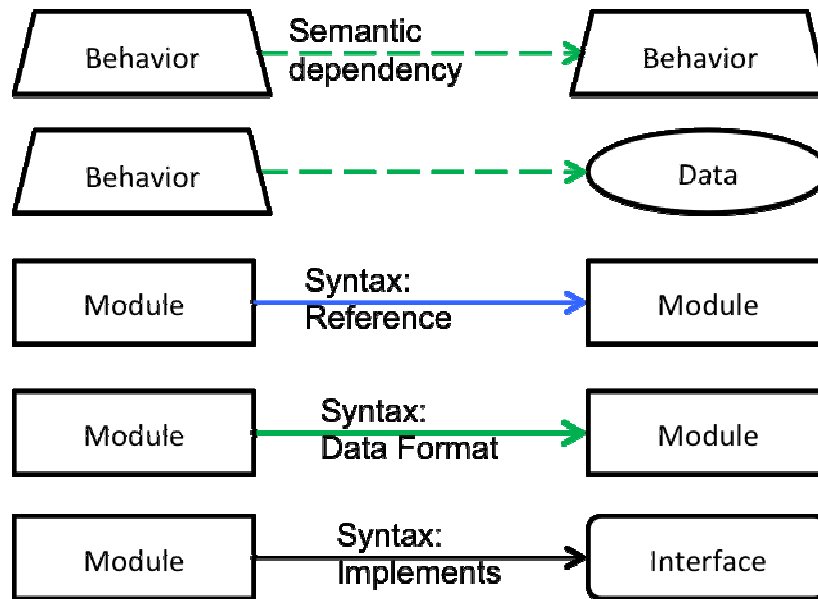 Behavior
Semantic
dependency
Behavior
Behavior
Data
Module
Syntax:
Reference
Module
Module
Syntax:
Data Format
Module
Module
Syntax:
Implements
Interface